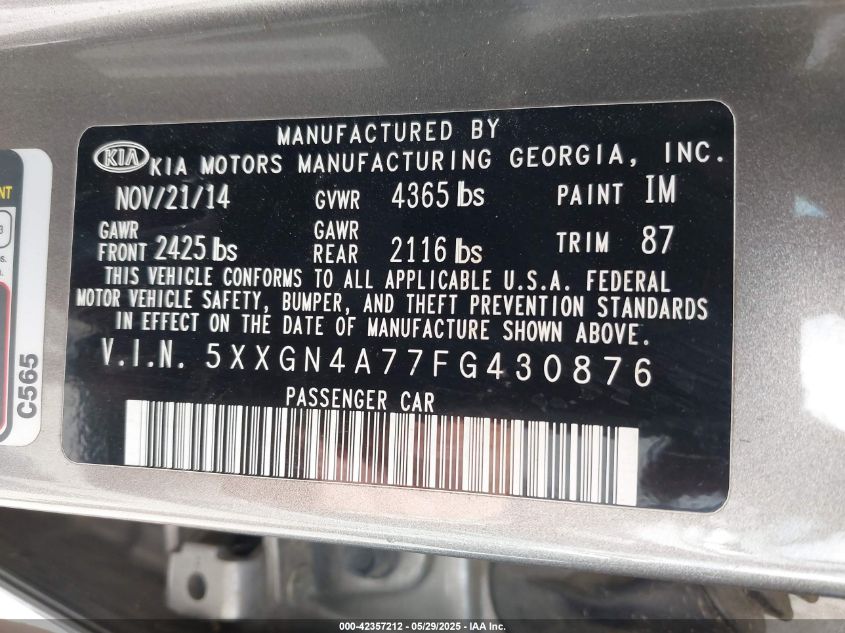 MANUFACTURED BY
KIA KIA MOTORS MANUFACTURING GEORGIA, INC.
NOV/21/14 GVWR 4365 lbs PAINT IM
GAWR FRONT 2425 lbs GAWR REAR 2116 lbs TRIM 87
THIS VEHICLE CONFORMS TO ALL APPLICABLE U.S.A. FEDERAL
MOTOR VEHICLE SAFETY, BUMPER, AND THEFT PREVENTION STANDARDS
IN EFFECT ON THE DATE OF MANUFACTURE SHOWN ABOVE.
V.I.N. 5XXGN4A77FG430876
PASSENGER CAR
C565
000-42357212 - 05/29/2025 - IAA Inc.